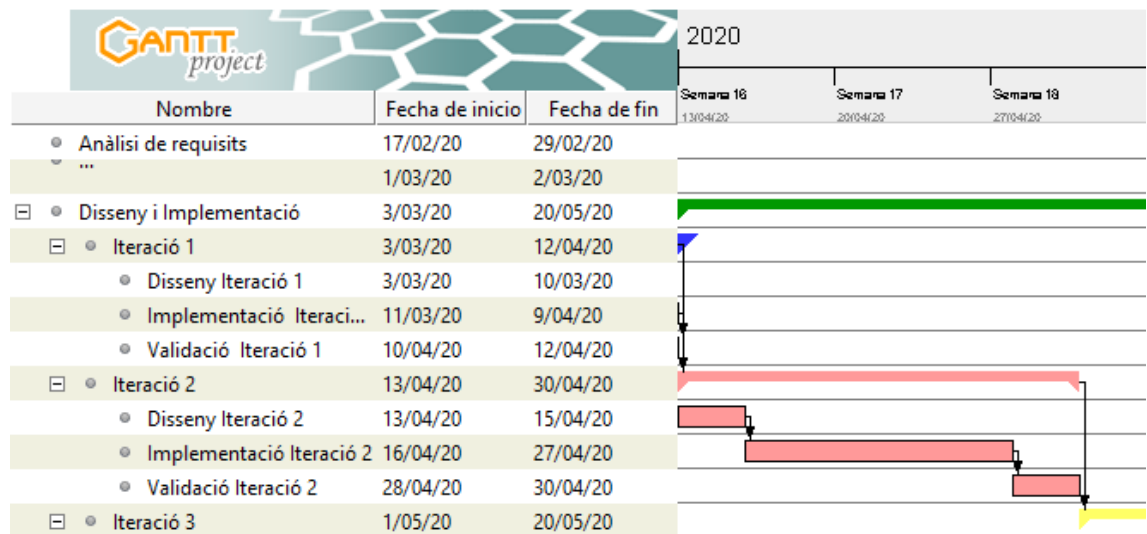 GANTT
project
2020
Semana 16 Semana 17 Semana 18
13/04/20 20/04/20 27/04/20
Nombre Fecha de inicio Fecha de fin
Anàlisi de requisits 17/02/20 29/02/20
... 1/03/20 2/03/20
Disseny i Implementació 3/03/20 20/05/20
Iteració 1 3/03/20 12/04/20
Disseny Iteració 1 3/03/20 10/03/20
Implementació Iteraci... 11/03/20 9/04/20
Validació Iteració 1 10/04/20 12/04/20
Iteració 2 13/04/20 30/04/20
Disseny Iteració 2 13/04/20 15/04/20
Implementació Iteració 2 16/04/20 27/04/20
Validació Iteració 2 28/04/20 30/04/20
Iteració 3 1/05/20 20/05/20